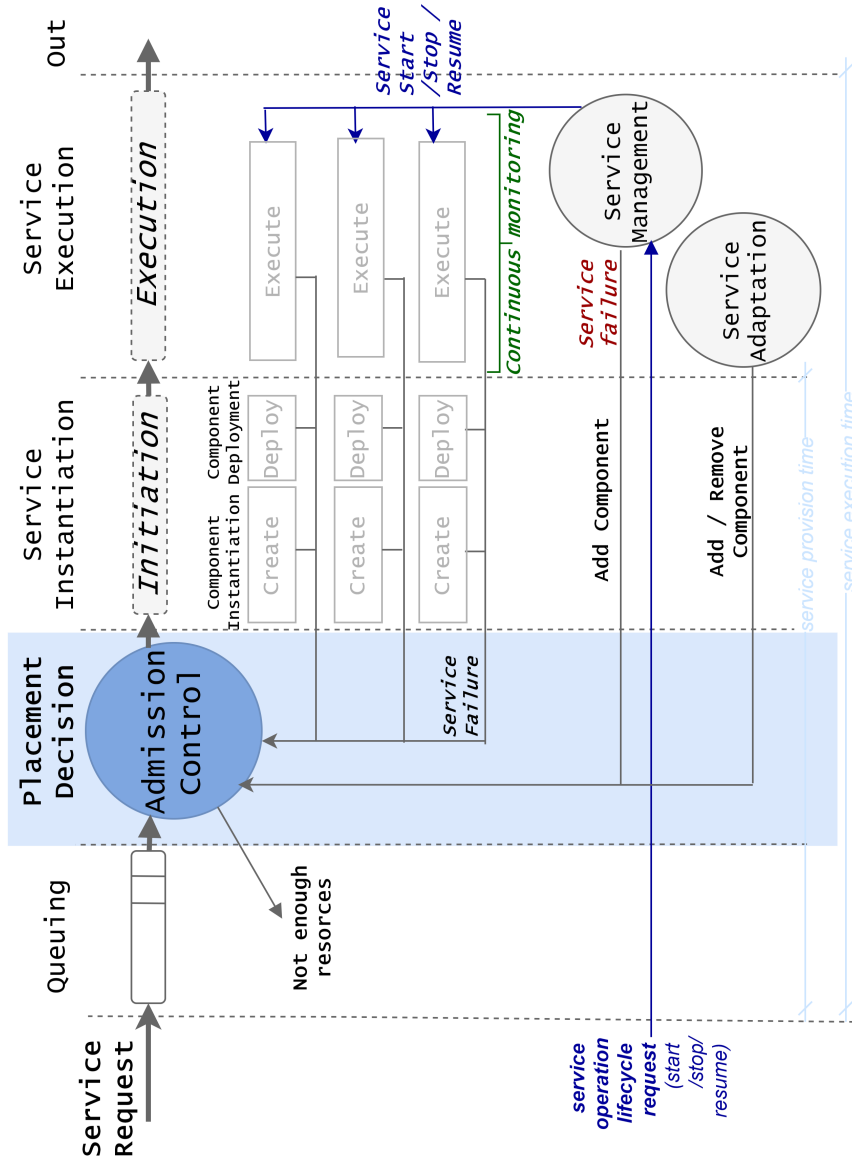 Service
Request
Queuing
Placement
Decision
Service
Instantiation
Service
Execution
Out
Admission
Control
Initiation
Execution
Not enough
resorces
Component
Instantiation
Component
Deployment
Create
Deploy
Execute
Create
Deploy
Execute
Create
Deploy
Execute
Service
Start
/Stop /
Resume
Service
Failure
Continuous monitoring
Service
failure
Service
Management
Add Component
service
operation
lifecycle
request (start
/stop/
resume)
Add / Remove
Component
Service
Adaptation
service provision time
service execution time